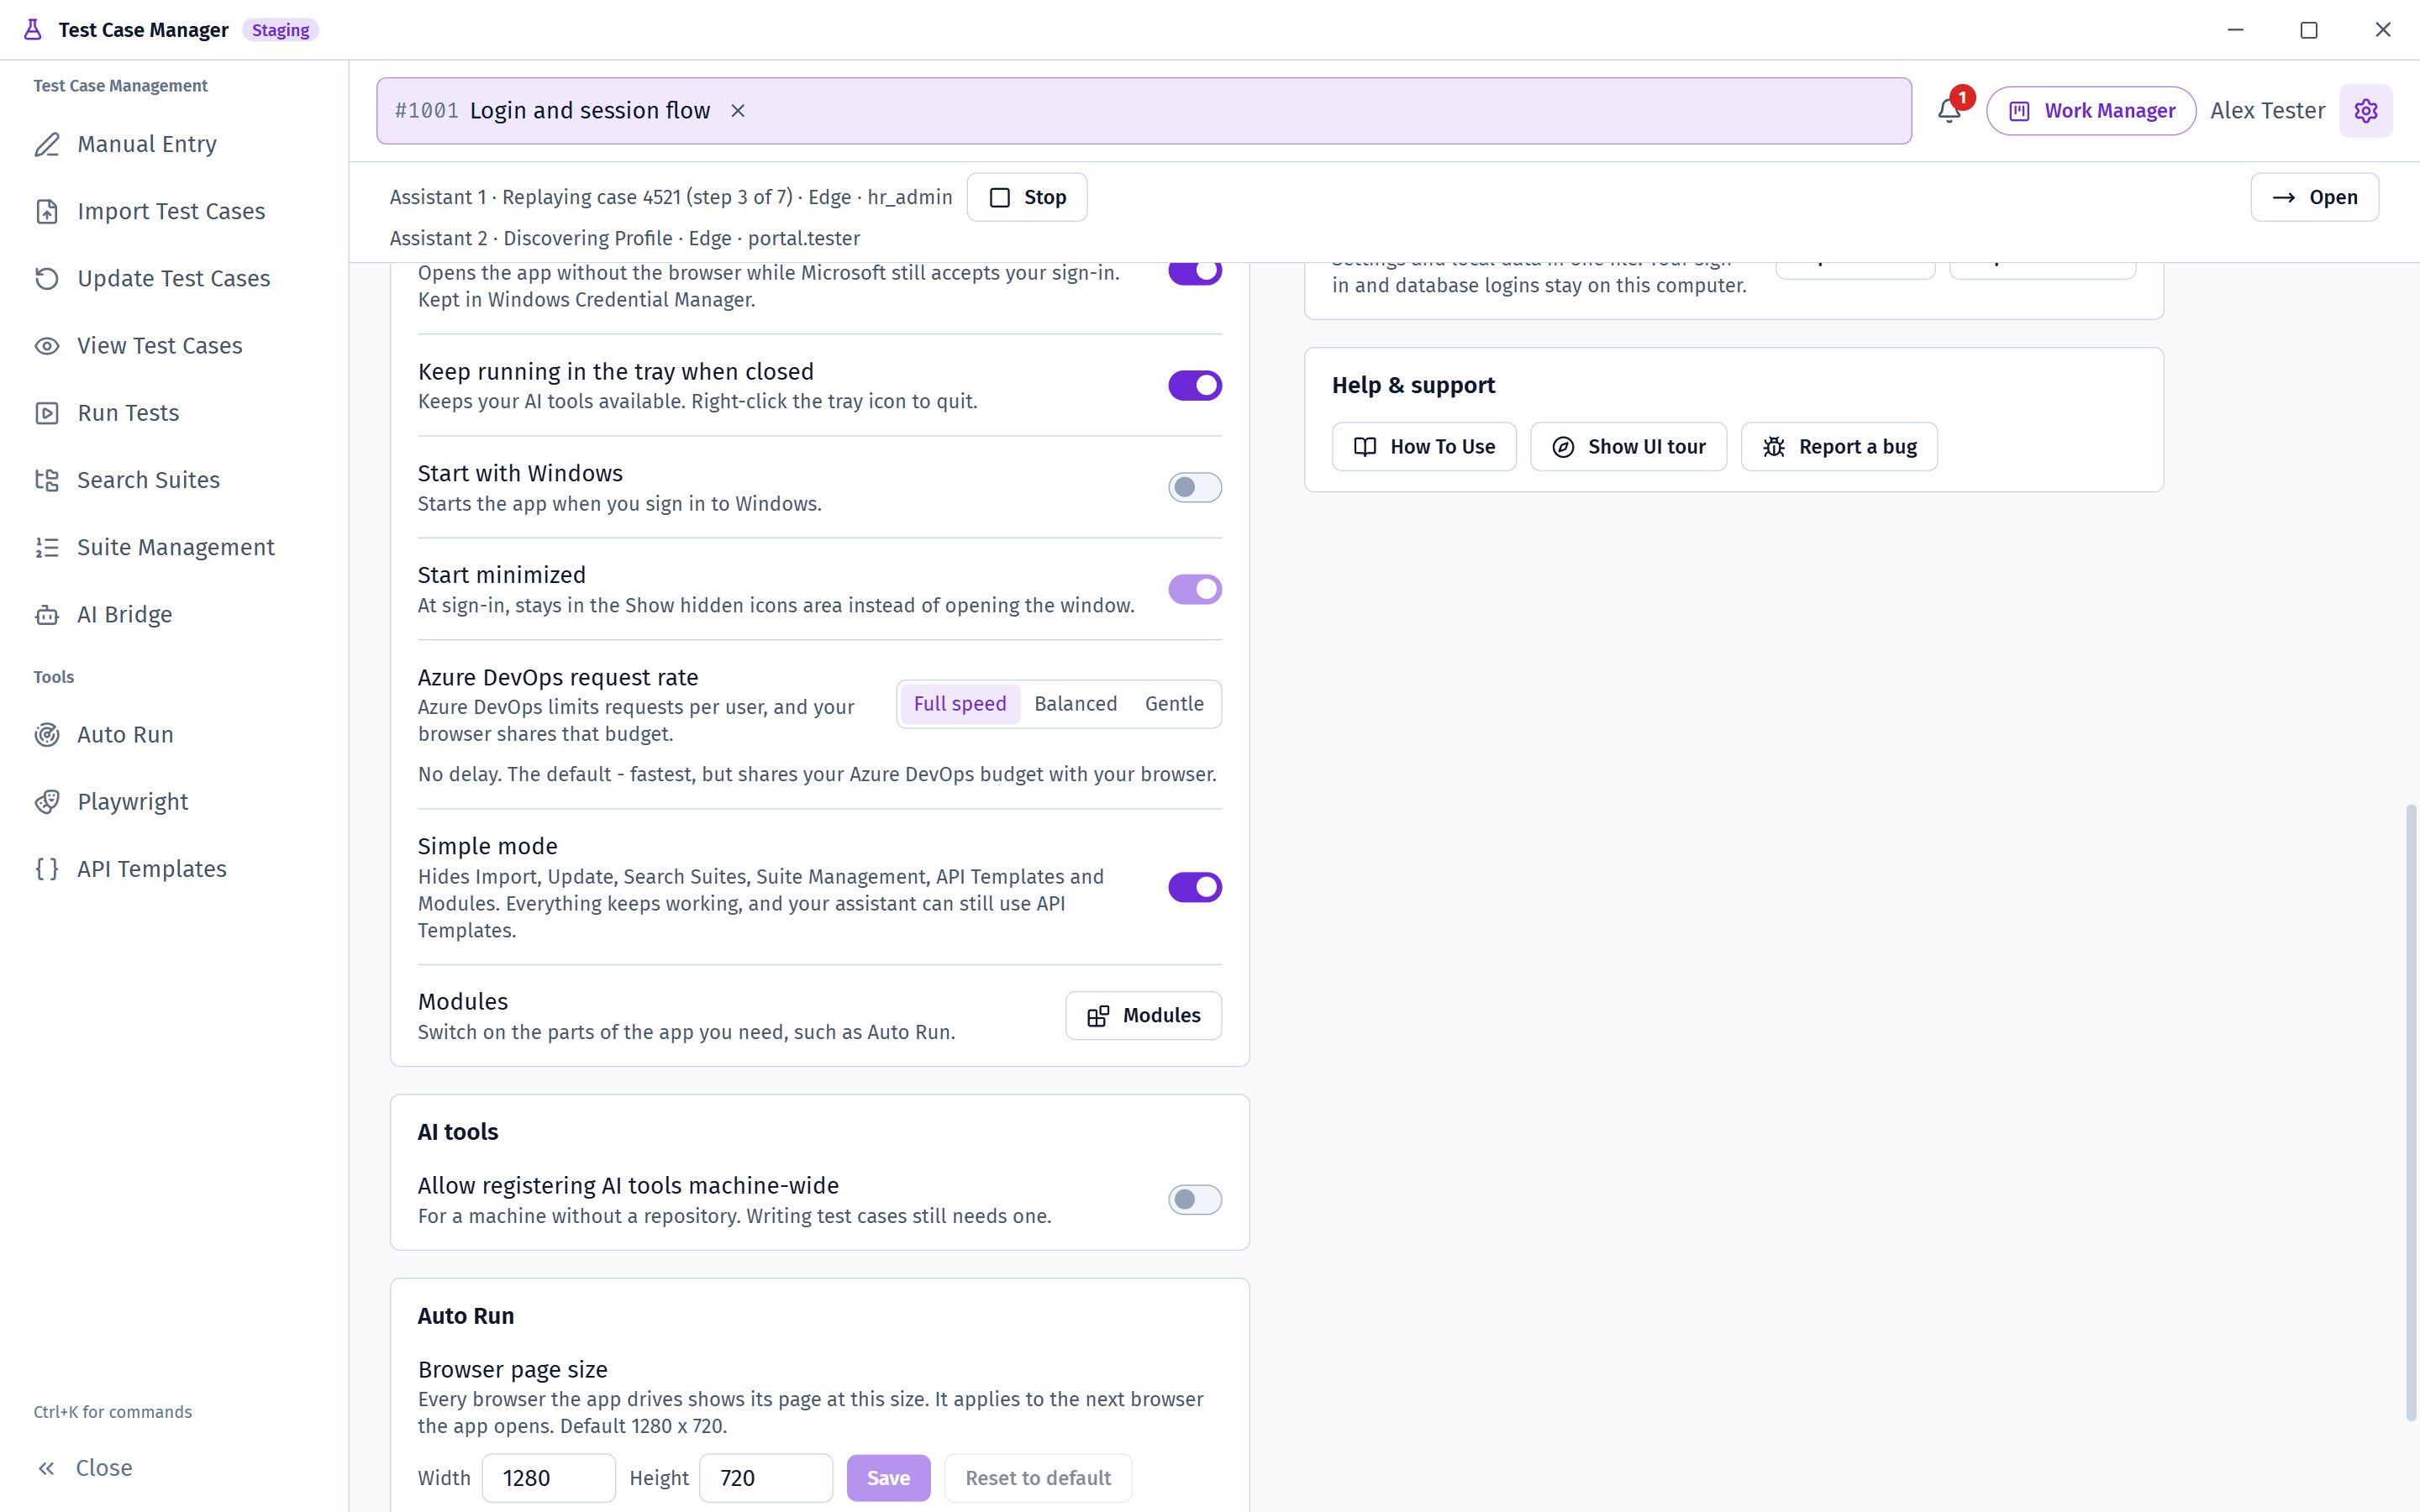 Test Case Manager Staging
Test Case Management
Manual Entry
Import Test Cases
Update Test Cases
View Test Cases
Run Tests
Search Suites
Suite Management
AI Bridge
Tools
Auto Run
Playwright
API Templates
Ctrl+K for commands
Close
#1001 Login and session flow
1
Work Manager
Alex Tester
Assistant 1 · Replaying case 4521 (step 3 of 7) · Edge · hr_admin
Stop
Open
Assistant 2 · Discovering Profile · Edge · portal.tester
Opens the app without the browser while Microsoft still accepts your sign-in.
Kept in Windows Credential Manager.
Keep running in the tray when closed
Keeps your AI tools available. Right-click the tray icon to quit.
Start with Windows
Starts the app when you sign in to Windows.
Start minimized
At sign-in, stays in the Show hidden icons area instead of opening the window.
Azure DevOps request rate
Azure DevOps limits requests per user, and your
browser shares that budget.
Full speed
Balanced
Gentle
No delay. The default - fastest, but shares your Azure DevOps budget with your browser.
Simple mode
Hides Import, Update, Search Suites, Suite Management, API Templates and
Modules. Everything keeps working, and your assistant can still use API
Templates.
Modules
Switch on the parts of the app you need, such as Auto Run.
Modules
AI tools
Allow registering AI tools machine-wide
For a machine without a repository. Writing test cases still needs one.
Auto Run
Browser page size
Every browser the app drives shows its page at this size. It applies to the next browser
the app opens. Default 1280 x 720.
Width 1280 Height 720 Save Reset to default
Settings and local data in one file. Your sign-
in and database logins stay on this computer.
Help & support
How To Use
Show UI tour
Report a bug